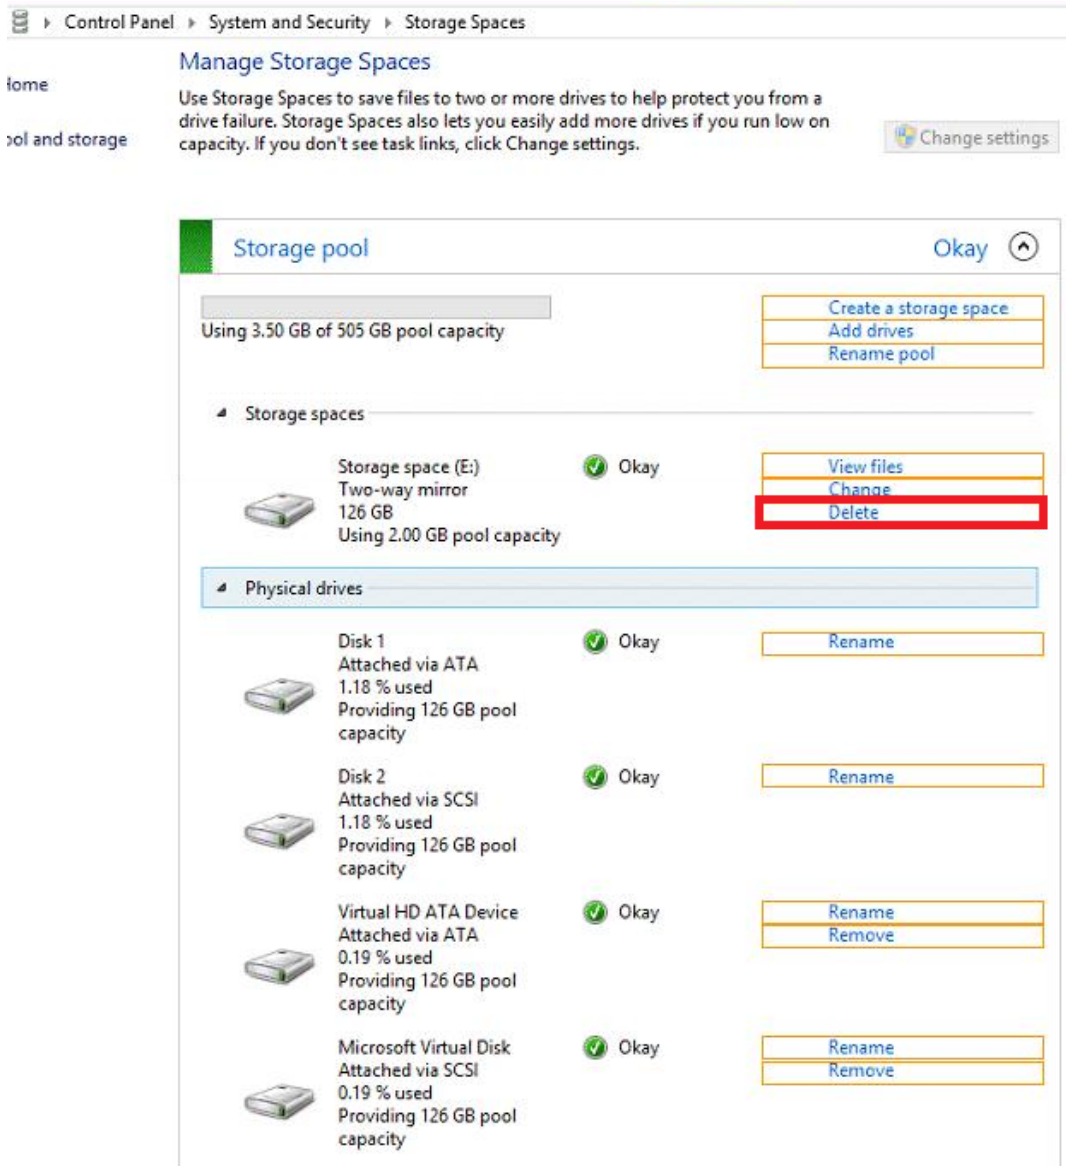 Control Panel ▸ System and Security ▸ Storage Spaces
Manage Storage Spaces
Home
Use Storage Spaces to save files to two or more drives to help protect you from a
drive failure. Storage Spaces also lets you easily add more drives if you run low on
capacity. If you don't see task links, click Change settings.
ool and storage
Change settings
Storage pool
Okay
Using 3.50 GB of 505 GB pool capacity
Create a storage space
Add drives
Rename pool
Storage spaces
Storage space (E:)
Two-way mirror
126 GB
Using 2.00 GB pool capacity
Okay
View files
Change
Delete
Physical drives
Disk 1
Attached via ATA
1.18 % used
Providing 126 GB pool
capacity
Okay
Rename
Disk 2
Attached via SCSI
1.18 % used
Providing 126 GB pool
capacity
Okay
Rename
Virtual HD ATA Device
Attached via ATA
0.19 % used
Providing 126 GB pool
capacity
Okay
Rename
Remove
Microsoft Virtual Disk
Attached via SCSI
0.19 % used
Providing 126 GB pool
capacity
Okay
Rename
Remove